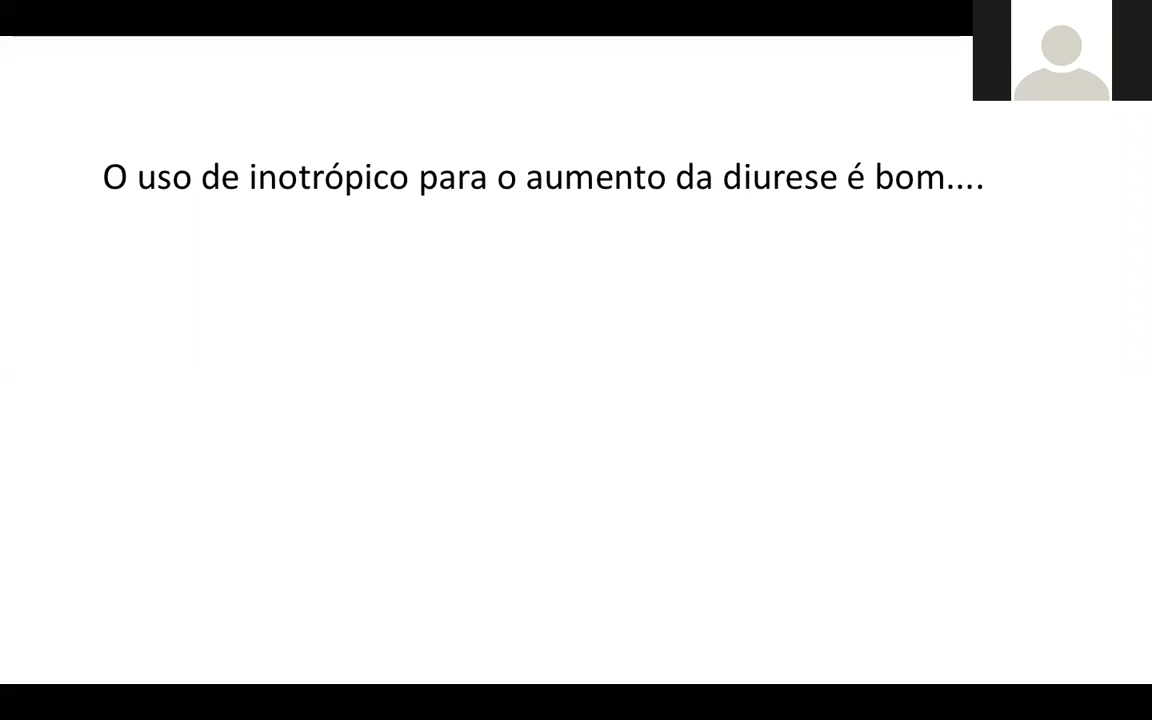 O uso de inotrópico para o aumento da diurese é bom....